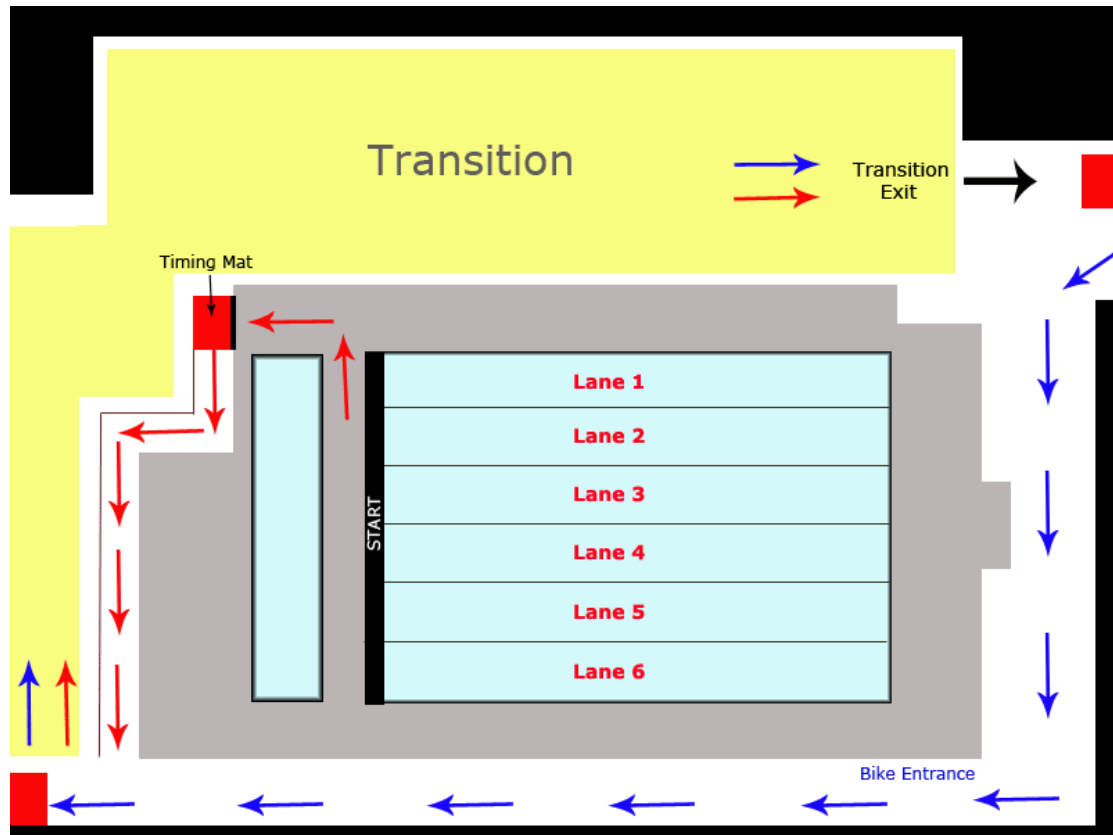 Transition
Transition
Exit
Timing Mat
Lane 1
Lane 2
Lane 3
START
Lane 4
Lane 5
Lane 6
Bike Entrance